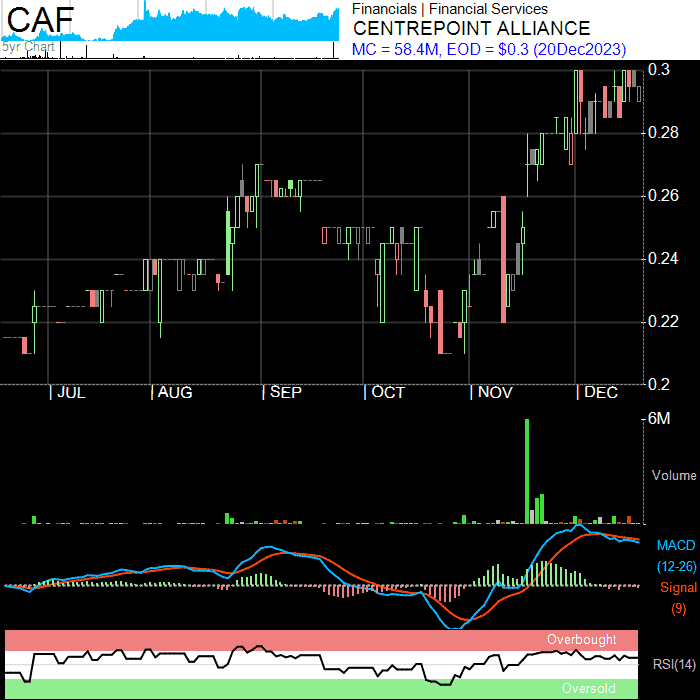 CAF
Financials | Financial Services
CENTREPOINT ALLIANCE
MC = 58.4M, EOD = $0.3 (20Dec2023)
5yr Chart
0.3
0.28
0.26
0.24
0.22
0.2
JUL
AUG
SEP
OCT
NOV
DEC
6M
Volume
MACD
(12-26)
Signal
(9)
Overbought
RSI(14)
Oversold